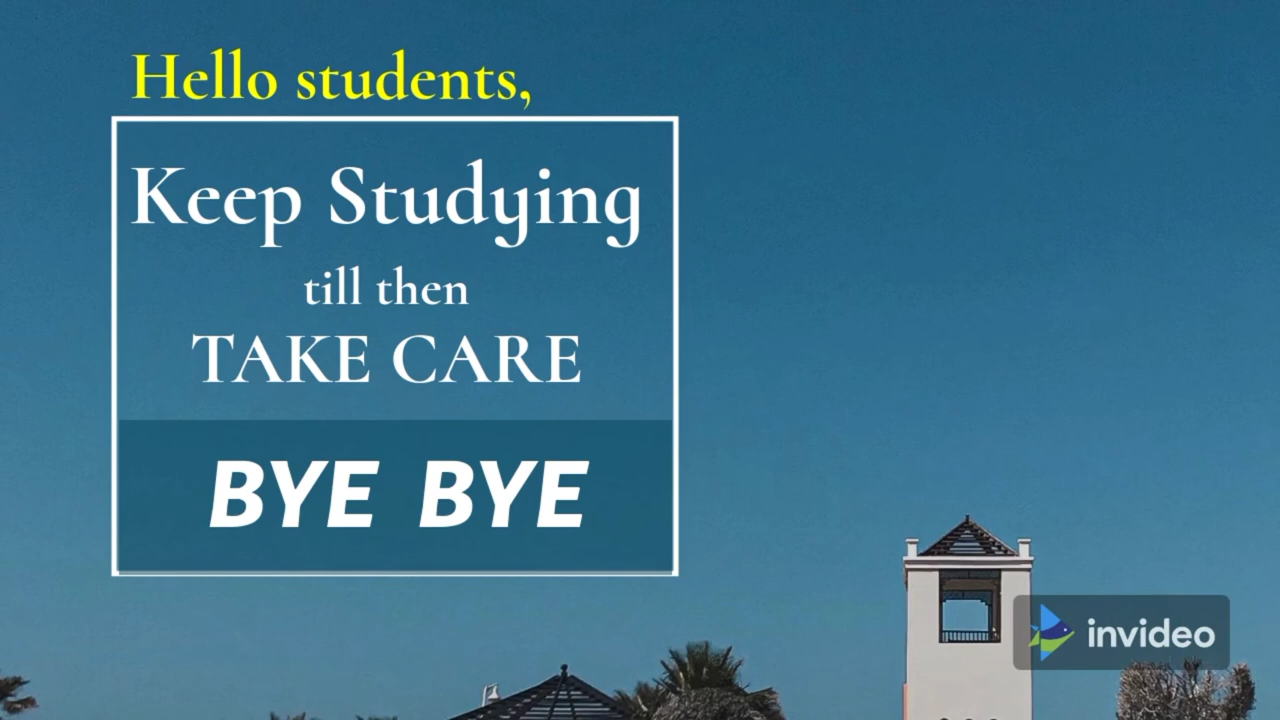 Hello students,
Keep Studying
till then
TAKE CARE
BYE BYE
invideo